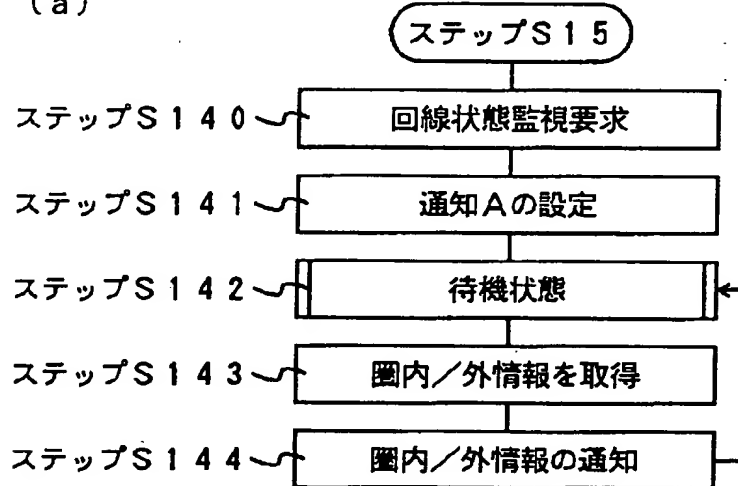 (a)
ステップS15
ステップS140 回線状態監視要求
ステップS141 通知Aの設定
ステップS142 待機状態
ステップS143 圏内/外情報を取得
ステップS144 圏内/外情報の通知